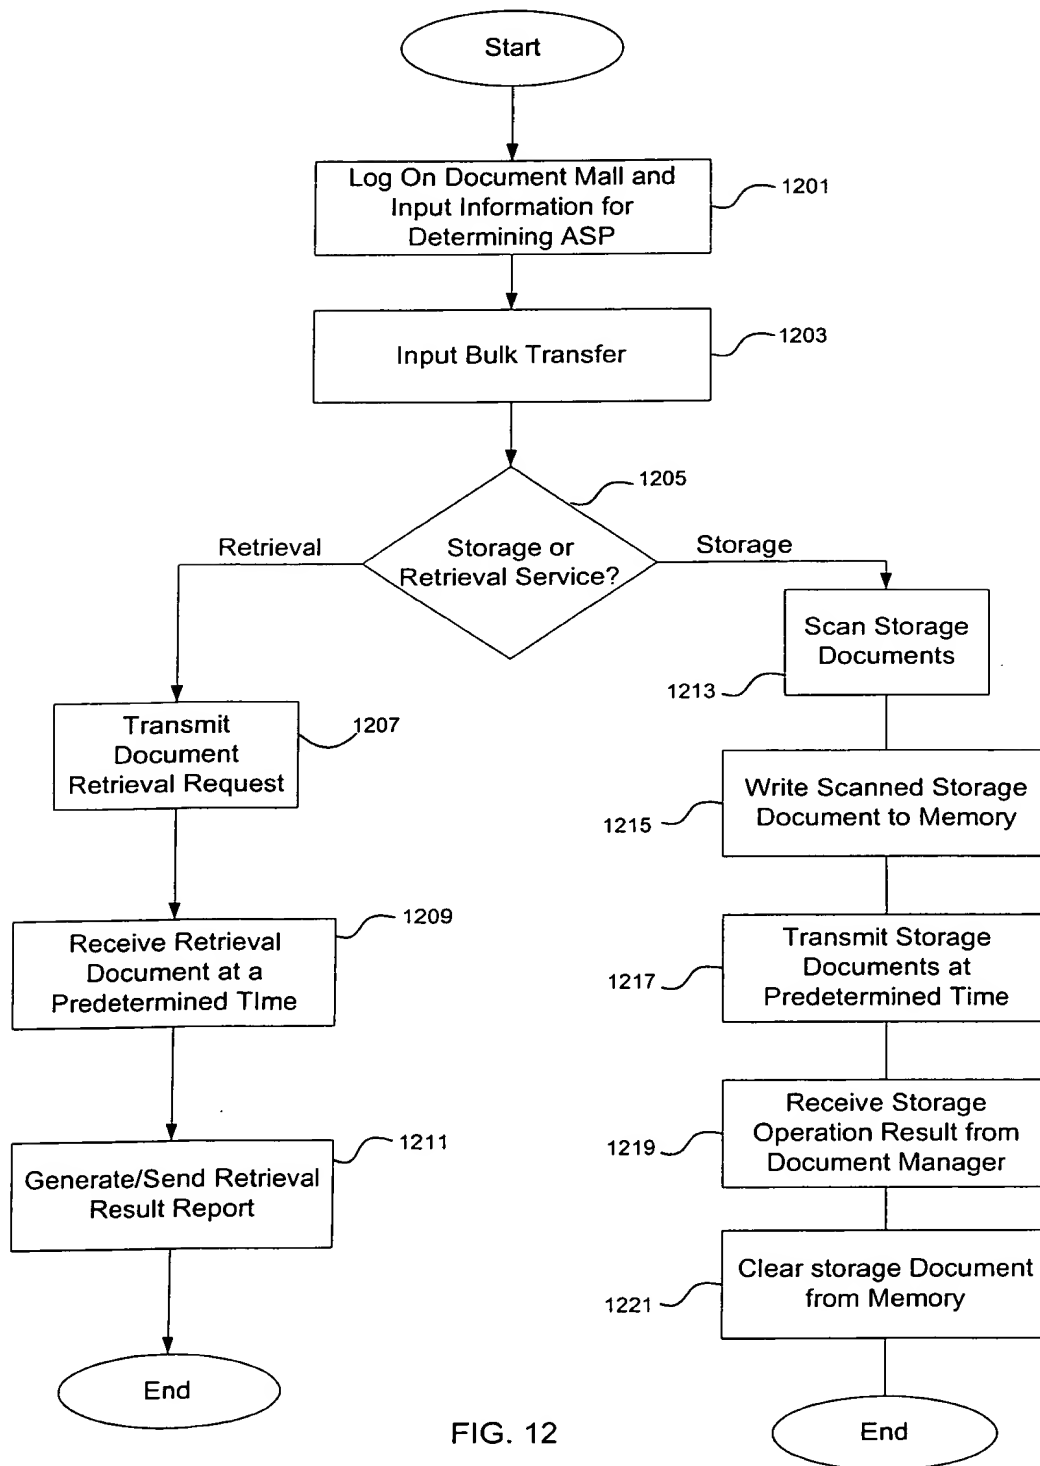 Start
Log On Document Mall and
Input Information for
Determining ASP
1201
Input Bulk Transfer
1203
1205
Retrieval
Storage or
Retrieval Service?
Storage
Scan Storage
Documents
1213
Transmit
Document
Retrieval Request
1207
Write Scanned Storage
Document to Memory
1215
1209
Receive Retrieval
Document at a
Predetermined TIme
Transmit Storage
Documents at
Predetermined Time
1217
Receive Storage
Operation Result from
Document Manager
1219
1211
Generate/Send Retrieval
Result Report
Clear storage Document
from Memory
1221
End
FIG. 12
End